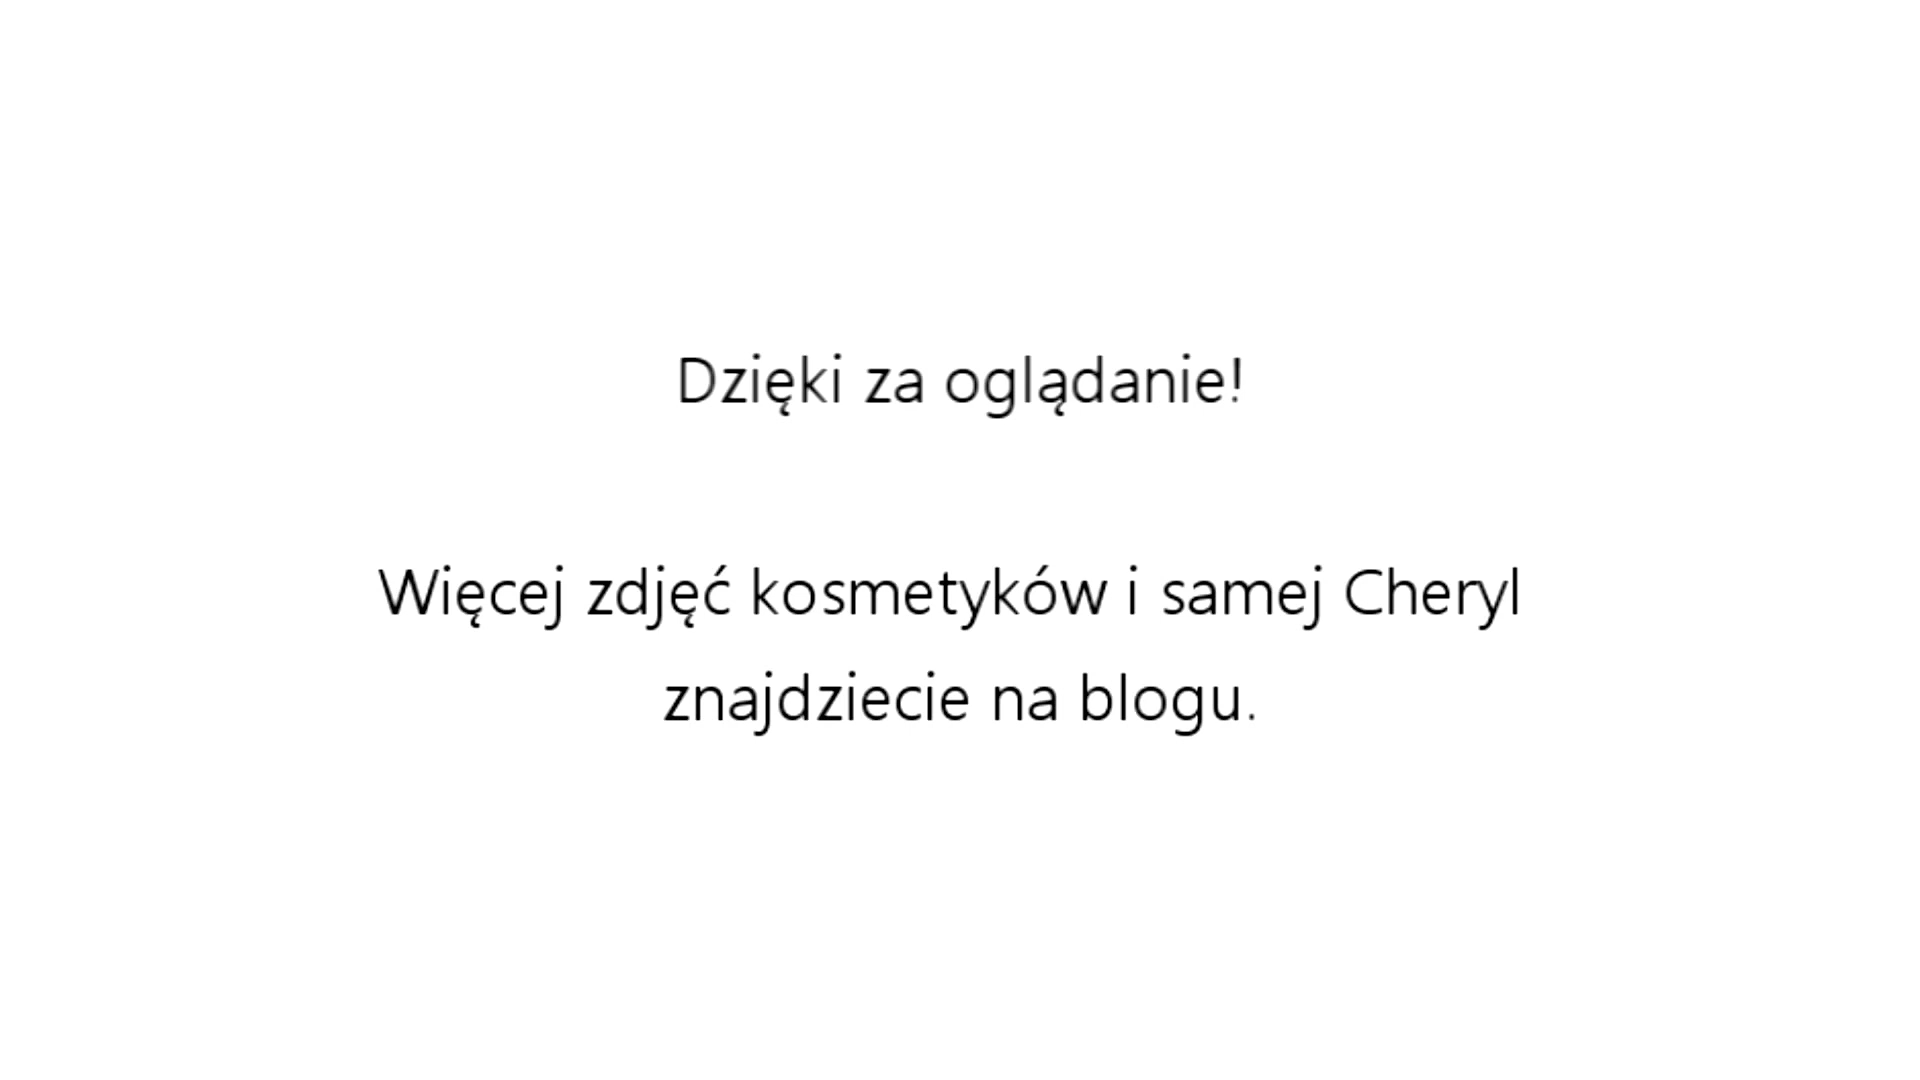 Dzięki za oglądanie!
Więcej zdjęć kosmetyków i samej Cheryl
znajdziecie na blogu.